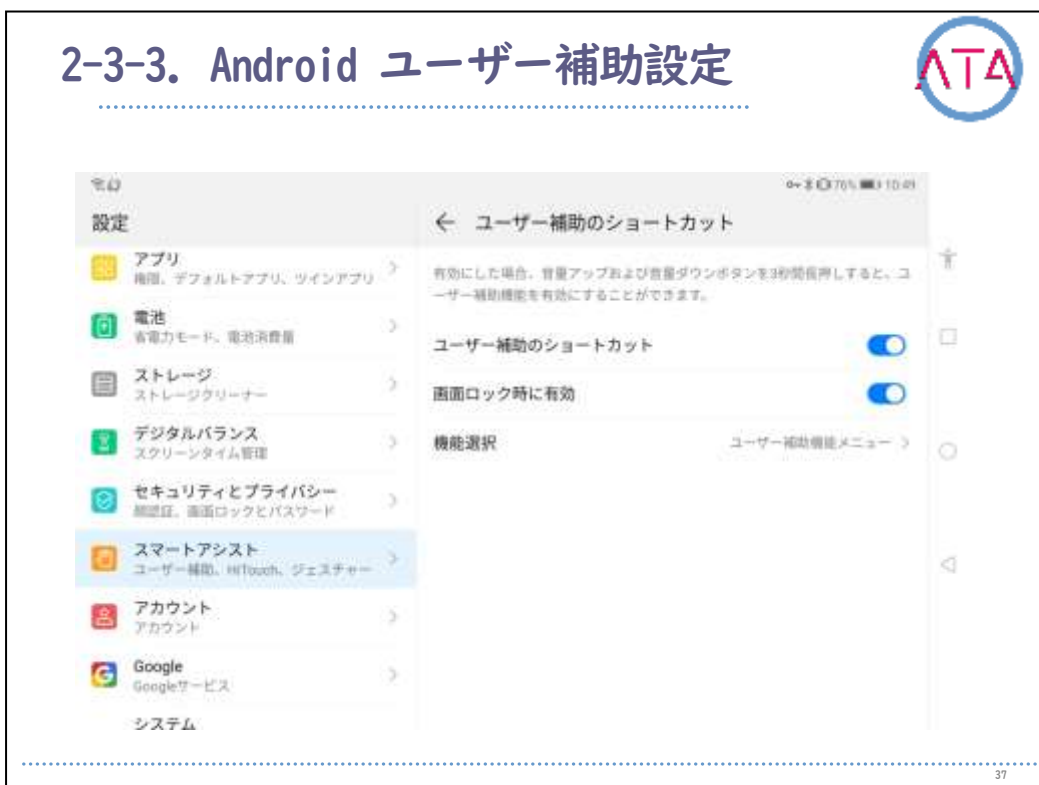 2-3-3. Android ユーザー補助設定
ATA
76% 10:49
設定
アプリ
権限、デフォルトアプリ、ツインアプリ
電池
省電力モード、電池消費量
ストレージ
ストレージクリーナー
デジタルバランス
スクリーンタイム管理
セキュリティとプライバシー
顔認証、画面ロックとパスワード
スマートアシスト
ユーザー補助、HiTouch、ジェスチャー
アカウント
アカウント
Google
Googleサービス
システム
← ユーザー補助のショートカット
有効にした場合、音量アップおよび音量ダウンボタンを3秒間長押しすると、ユ
ーザー補助機能を有効にすることができます。
ユーザー補助のショートカット
画面ロック時に有効
機能選択 ユーザー補助機能メニュー
37